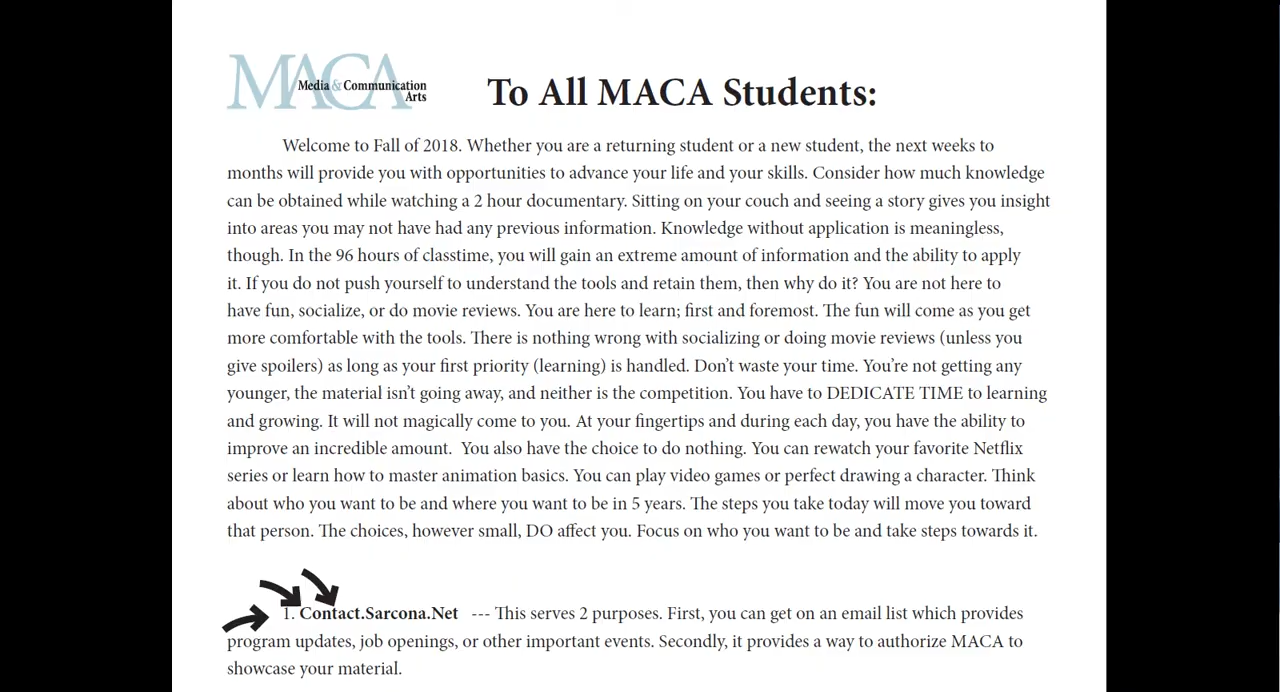 MACA Media & Communication Arts
To All MACA Students:
Welcome to Fall of 2018. Whether you are a returning student or a new student, the next weeks to
months will provide you with opportunities to advance your life and your skills. Consider how much knowledge
can be obtained while watching a 2 hour documentary. Sitting on your couch and seeing a story gives you insight
into areas you may not have had any previous information. Knowledge without application is meaningless,
though. In the 96 hours of classtime, you will gain an extreme amount of information and the ability to apply
it. If you do not push yourself to understand the tools and retain them, then why do it? You are not here to
have fun, socialize, or do movie reviews. You are here to learn; first and foremost. The fun will come as you get
more comfortable with the tools. There is nothing wrong with socializing or doing movie reviews (unless you
give spoilers) as long as your first priority (learning) is handled. Don't waste your time. You're not getting any
younger, the material isn't going away, and neither is the competition. You have to DEDICATE TIME to learning
and growing. It will not magically come to you. At your fingertips and during each day, you have the ability to
improve an incredible amount.  You also have the choice to do nothing. You can rewatch your favorite Netflix
series or learn how to master animation basics. You can play video games or perfect drawing a character. Think
about who you want to be and where you want to be in 5 years. The steps you take today will move you toward
that person. The choices, however small, DO affect you. Focus on who you want to be and take steps towards it.
1. Contact.Sarcona.Net --- This serves 2 purposes. First, you can get on an email list which provides
program updates, job openings, or other important events. Secondly, it provides a way to authorize MACA to
showcase your material.